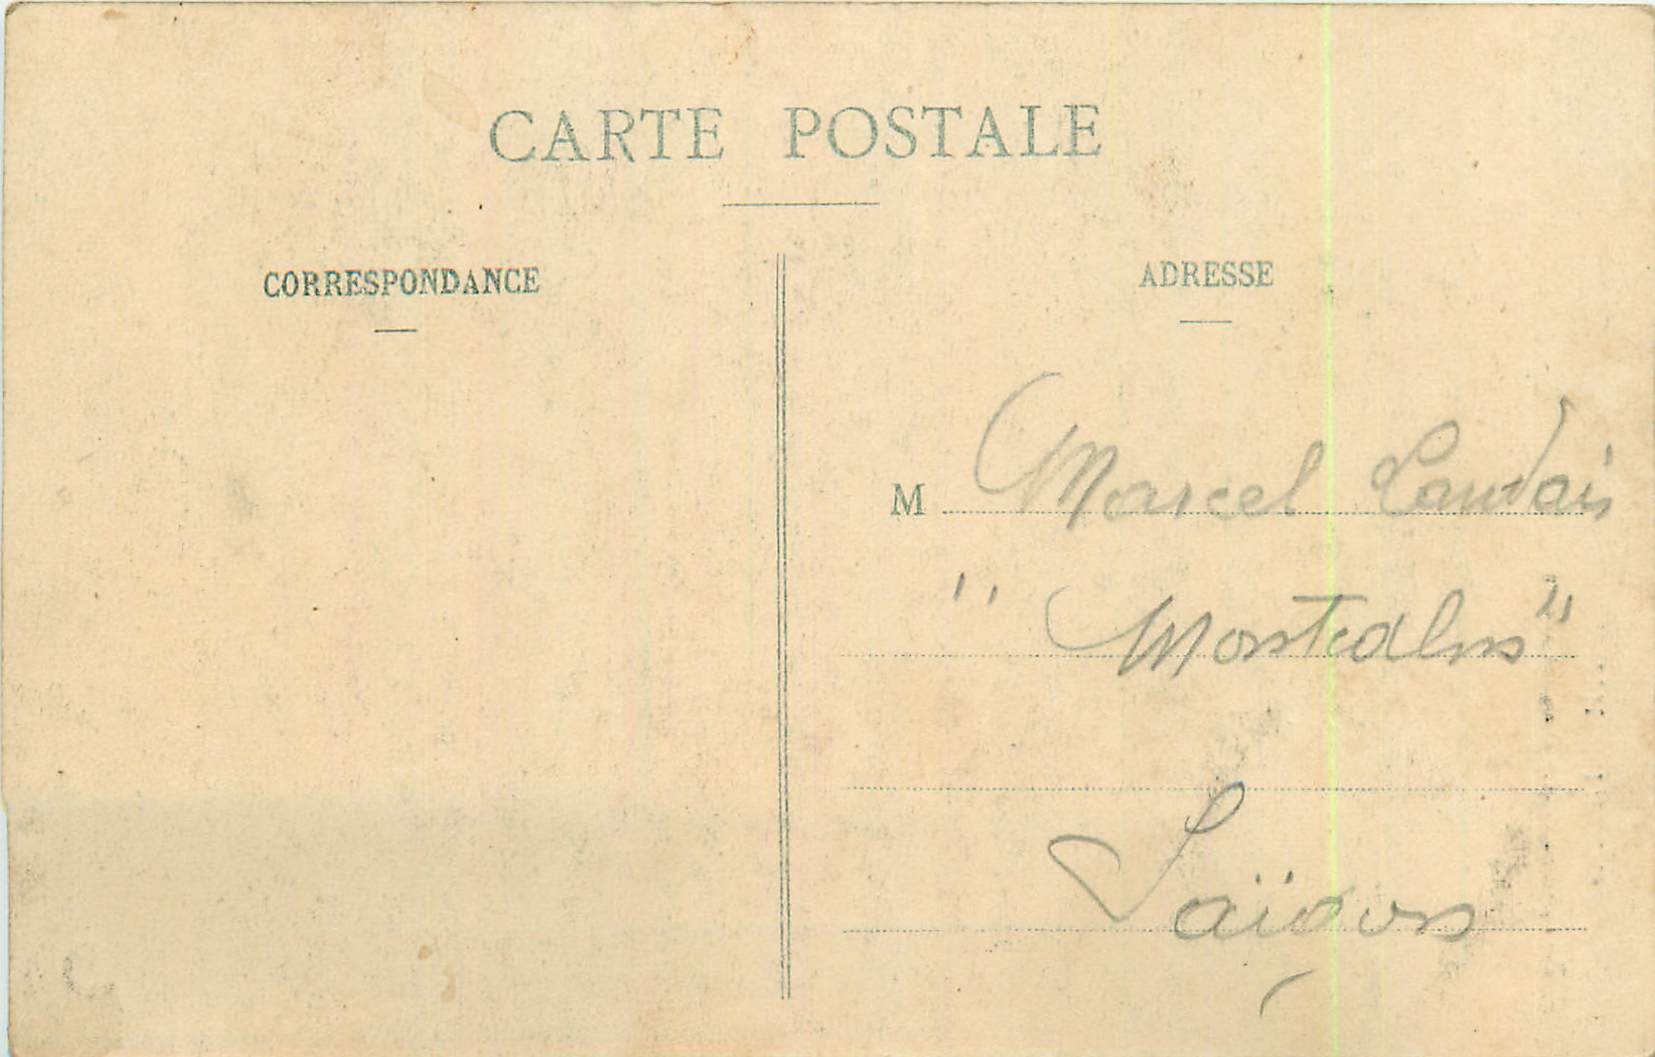 CARTE POSTALE
CORRESPONDANCE
ADRESSE
M Marcel Landais
"Montcalm"
Saïgon